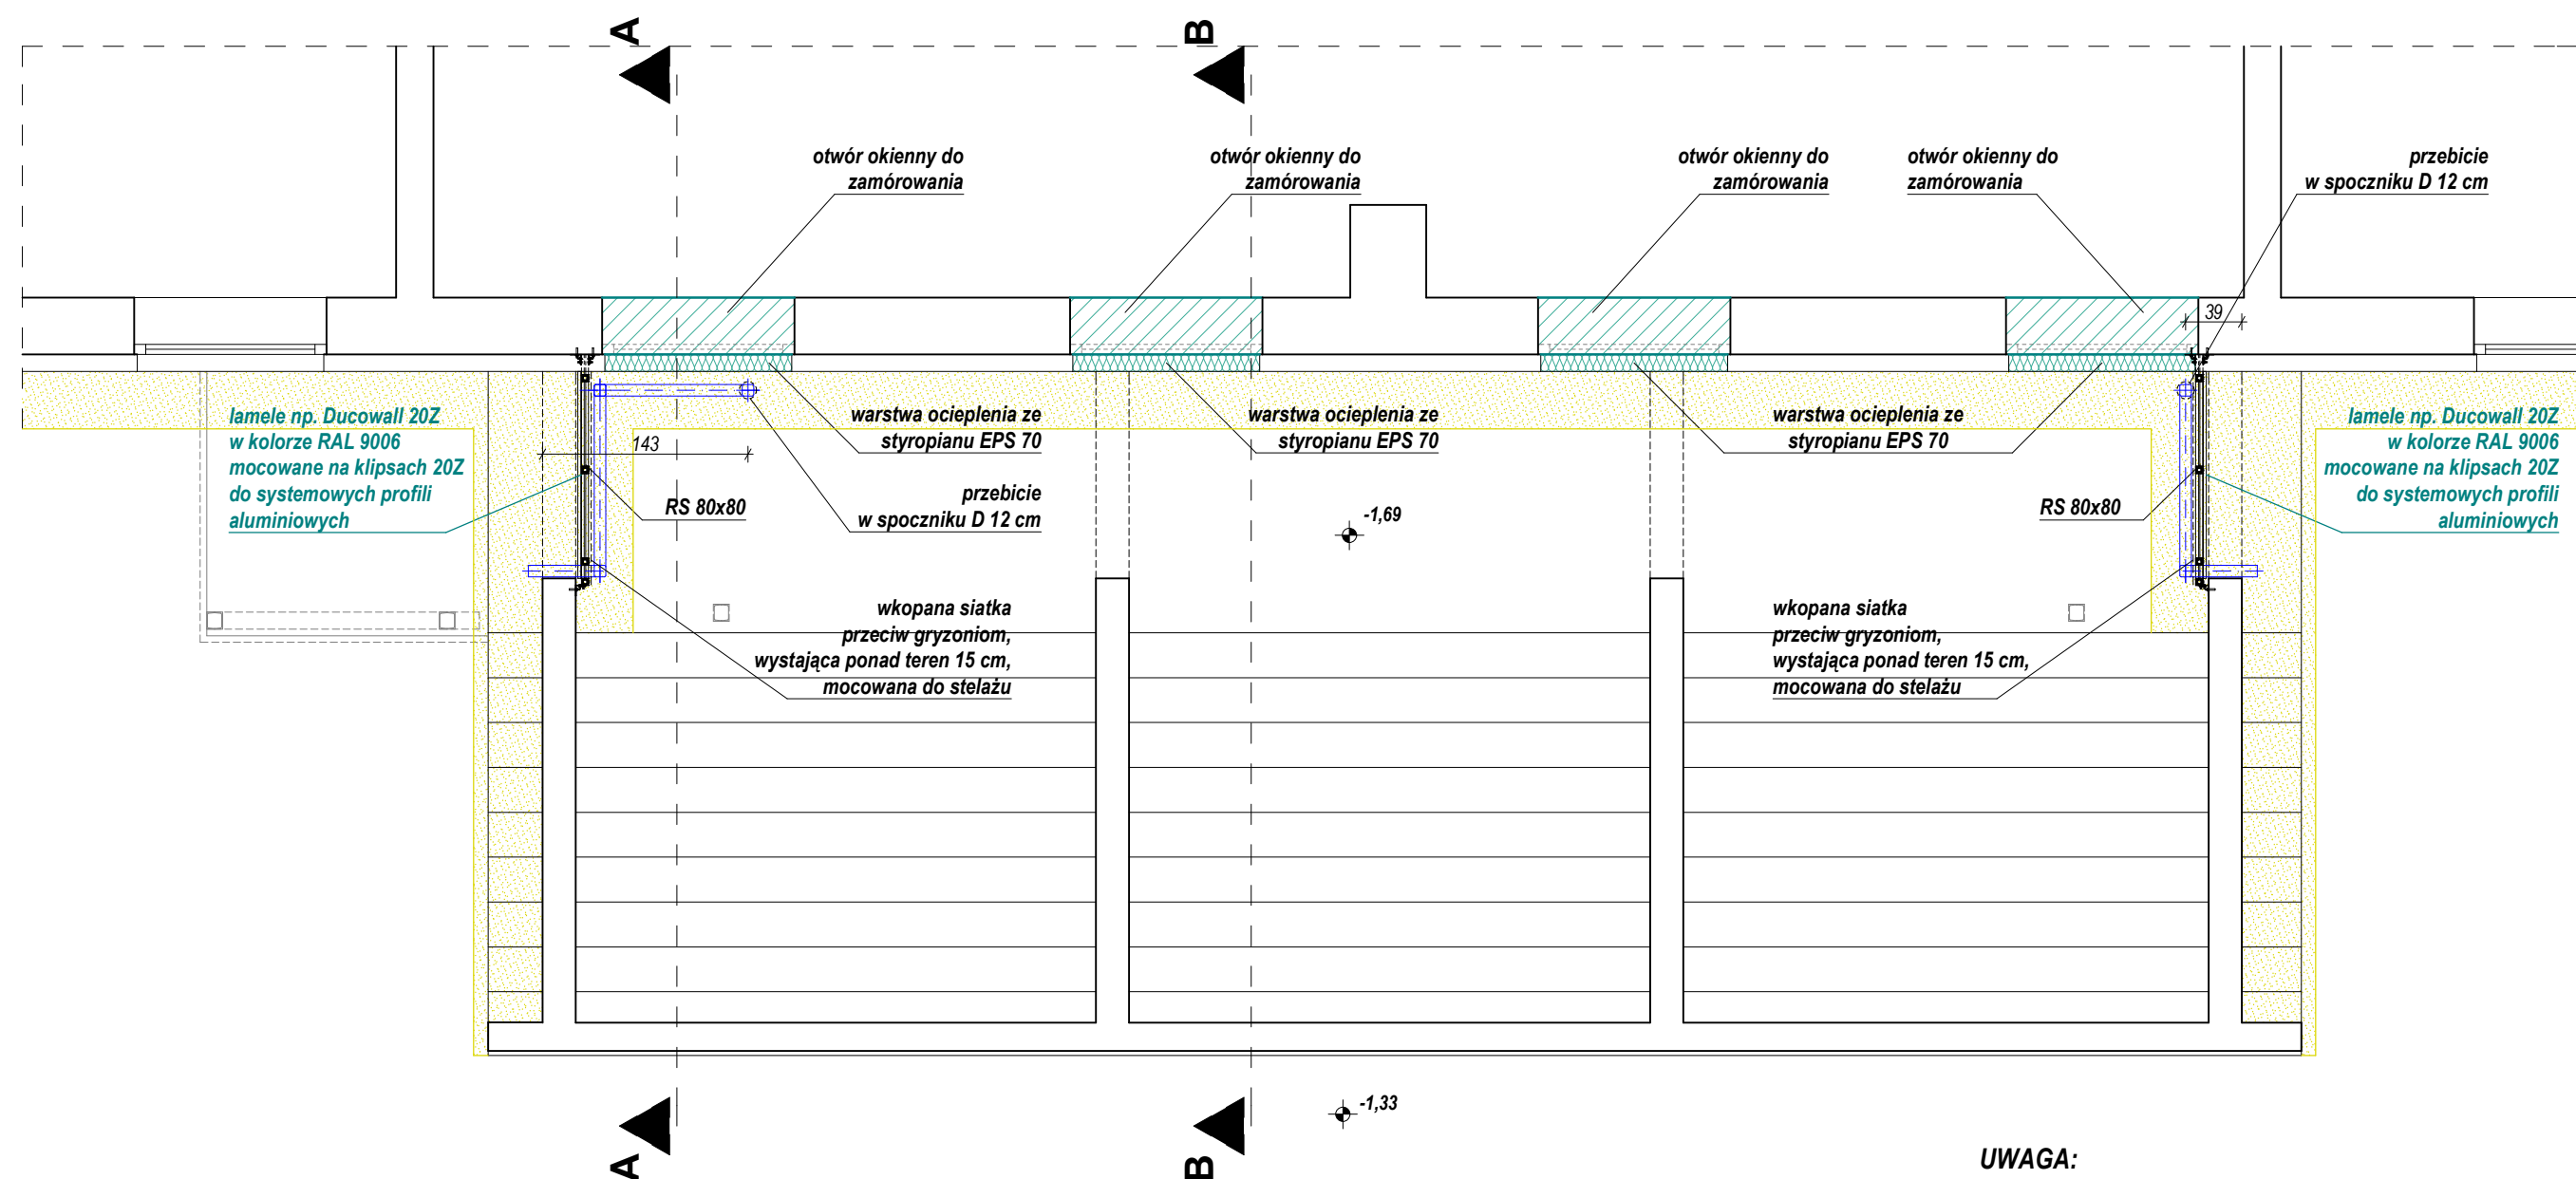 A
B
otwór okienny do
zamórowania
otwór okienny do
zamórowania
otwór okienny do
zamórowania
otwór okienny do
zamórowania
przebicie
w spoczniku D 12 cm
39
lamele np. Ducowall 20Z
w kolorze RAL 9006
mocowane na klipsach 20Z
do systemowych profili
aluminiowych
143
RS 80x80
warstwa ocieplenia ze
styropianu EPS 70
przebicie
w spoczniku D 12 cm
warstwa ocieplenia ze
styropianu EPS 70
-1,69
warstwa ocieplenia ze
styropianu EPS 70
RS 80x80
lamele np. Ducowall 20Z
w kolorze RAL 9006
mocowane na klipsach 20Z
do systemowych profili
aluminiowych
wkopana siatka
przeciw gryzoniom,
wystająca ponad teren 15 cm,
mocowana do stelażu
wkopana siatka
przeciw gryzoniom,
wystająca ponad teren 15 cm,
mocowana do stelażu
-1,33
A
B
UWAGA: